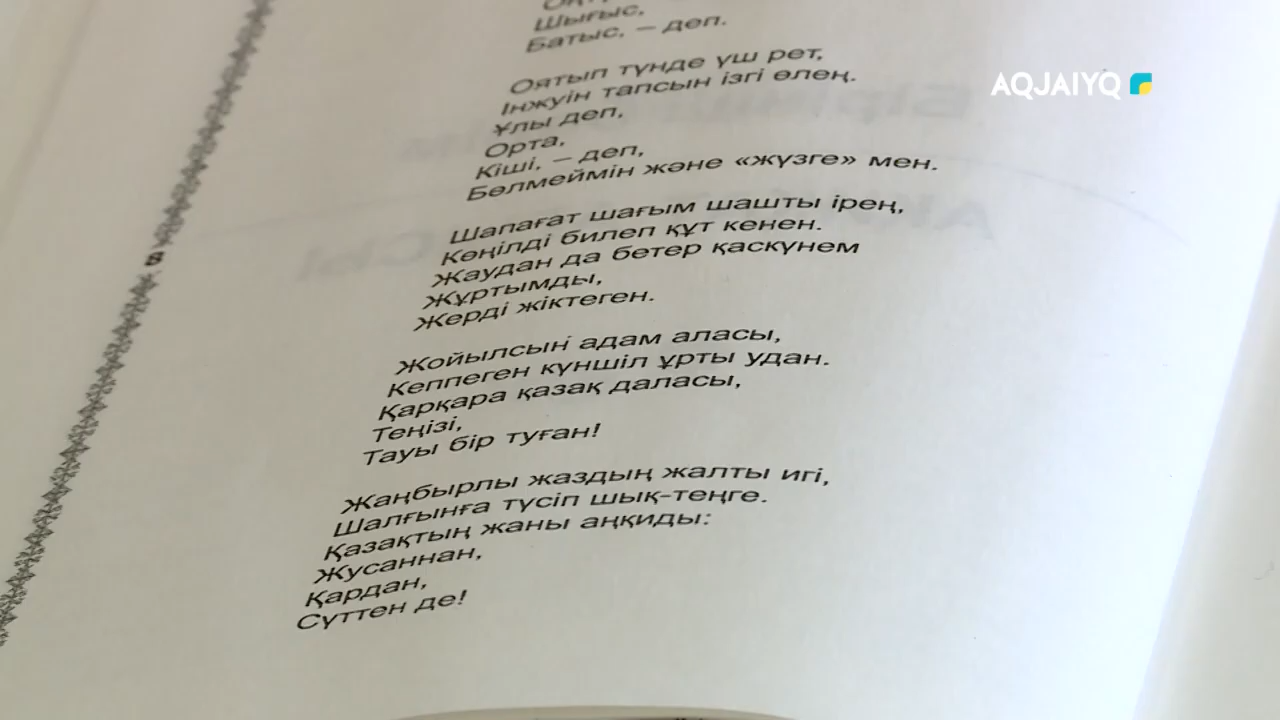 Шығыс,
Батыс, – деп.
Оятып түнде үш рет,
Інжуін тапсын ізгі өлең.
Ұлы деп,
Орта,
Кіші, – деп,
Бөлмеймін және «жүзге» мен.
Шапағат шағым шашты ірең,
Көңілді билеп құт кенен.
Жаудан да бетер қаскүнем
Жұртымды,
Жерді жіктеген.
Жойылсын адам аласы,
Кеппеген күншіл ұрты удан.
Қарқара қазақ даласы,
Теңізі,
Тауы бір туған!
Жаңбырлы жаздың жалты игі,
Шалғынға түсіп шық-теңге.
Қазақтың жаны аңқиды:
Жусаннан,
Қардан,
Сүттен де!
8
AQJAIYQ